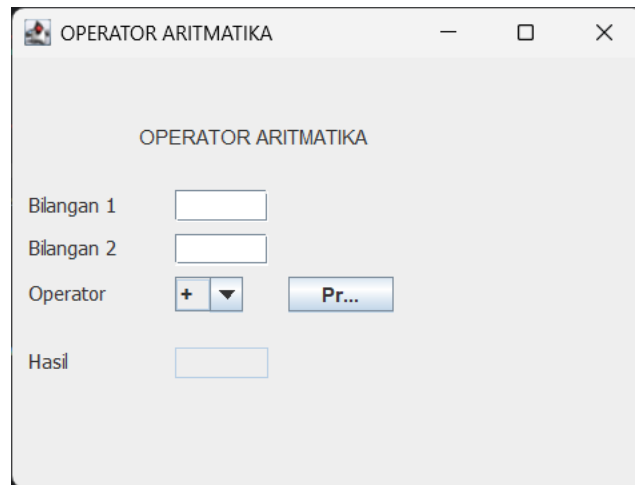 OPERATOR ARITMATIKA
OPERATOR ARITMATIKA
Bilangan 1
Bilangan 2
Operator + Pr...
Hasil